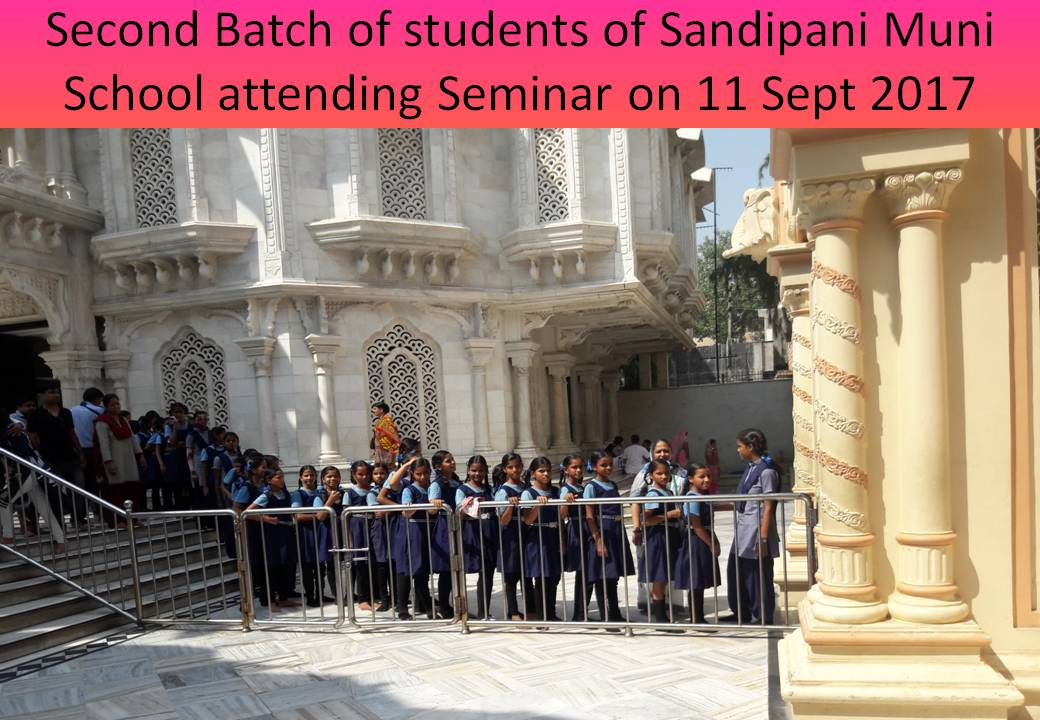 Second Batch of students of Sandipani Muni
School attending Seminar on 11 Sept 2017